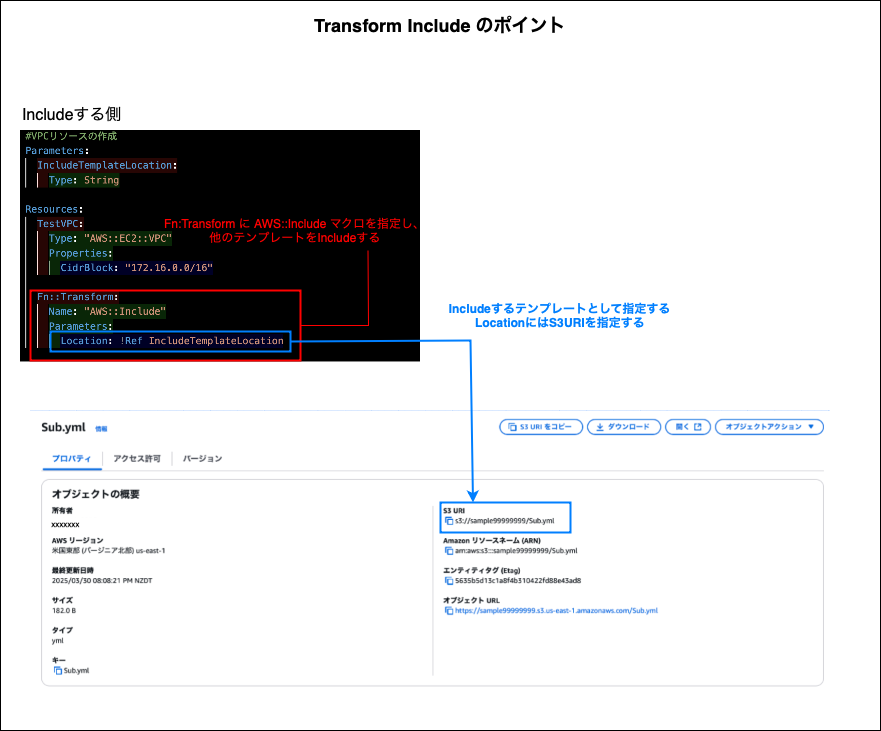 Transform Include のポイント
Includeする側
#VPCリソースの作成
Parameters:
IncludeTemplateLocation:
Type: String
Resources:
TestVPC:
Type: "AWS::EC2::VPC"
Properties:
CidrBlock: "172.16.0.0/16"
Fn::Transform:
Name: "AWS::Include"
Parameters:
Location: !Ref IncludeTemplateLocation
Fn:Transform に AWS::Include マクロを指定し、
他のテンプレートをIncludeする
Includeするテンプレートとして指定する
LocationにはS3URIを指定する
Sub.yml 情報
S3 URI をコピー ダウンロード 開く オブジェクトアクション
プロパティ アクセス許可 バージョン
オブジェクトの概要
所有者
xxxxxxx
AWS リージョン
米国東部 (バージニア北部) us-east-1
最終更新日時
2025/03/30 08:08:21 PM NZDT
サイズ
182.0 B
タイプ
yml
キー
Sub.yml
S3 URI
s3://sample99999999/Sub.yml
Amazon リソースネーム (ARN)
arn:aws:s3:::sample99999999/Sub.yml
エンティティタグ (Etag)
5635b5d13c1a8f4b310422fd88e43ad8
オブジェクト URL
https://sample99999999.s3.us-east-1.amazonaws.com/Sub.yml